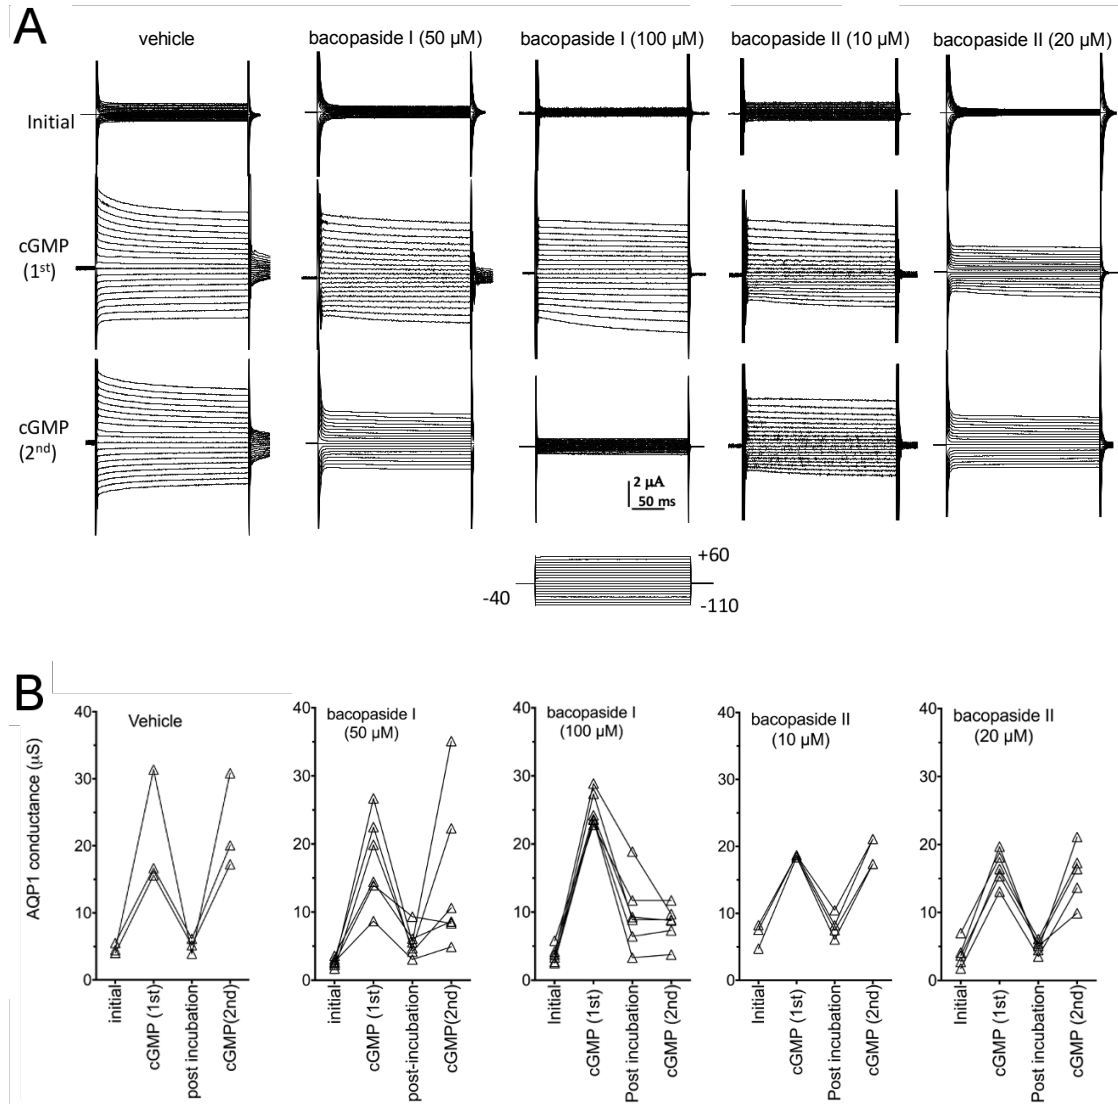 A
vehicle
bacopaside I (50 µM)
bacopaside I (100 µM)
bacopaside II (10 µM)
bacopaside II (20 µM)
Initial
cGMP
(1st)
cGMP
(2nd)
2 µA
50 ms
+60
-40
-110
B
AQP1 conductance (µS)
Vehicle
40
30
20
10
0
initial
cGMP (1st)
post incubation
cGMP(2nd)
bacopaside I
(50 µM)
40
30
20
10
0
initial
cGMP (1st)
post-incubation
cGMP(2nd)
bacopaside I
(100 µM)
40
30
20
10
0
Initial
cGMP (1st)
Post incubation
cGMP (2nd)
bacopaside II
(10 µM)
40
30
20
10
0
Initial
cGMP (1st)
Post incubation
cGMP (2nd)
bacopaside II
(20 µM)
40
30
20
10
0
Initial
cGMP (1st)
Post incubation
cGMP (2nd)